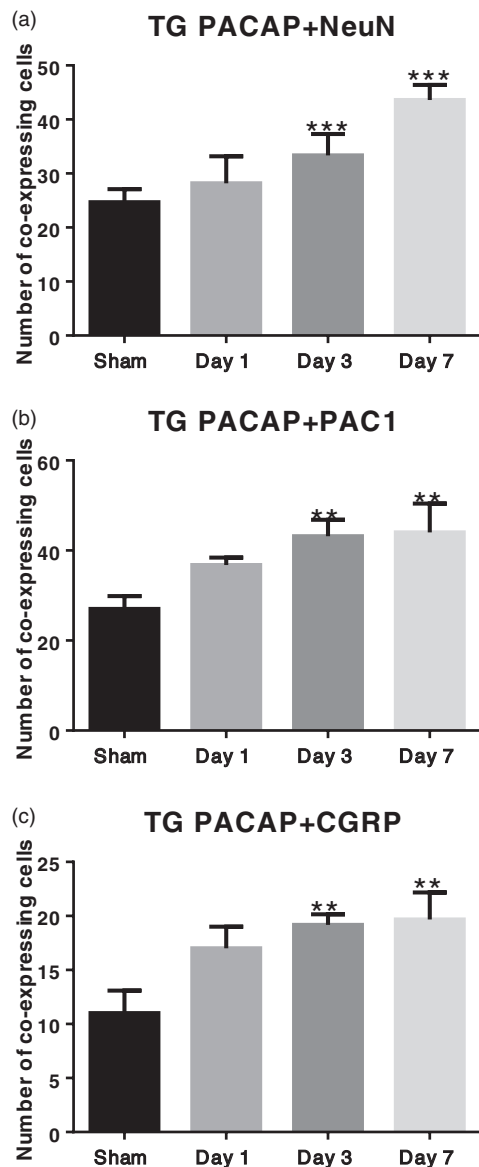 (a)
TG PACAP+NeuN
Number of co-expressing cells
50
40
30
20
10
0
***
***
Sham Day 1 Day 3 Day 7
(b)
TG PACAP+PAC1
Number of co-expressing cells
60
40
20
0
**
**
Sham Day 1 Day 3 Day 7
(c)
TG PACAP+CGRP
Number of co-expressing cells
25
20
15
10
5
0
**
**
Sham Day 1 Day 3 Day 7